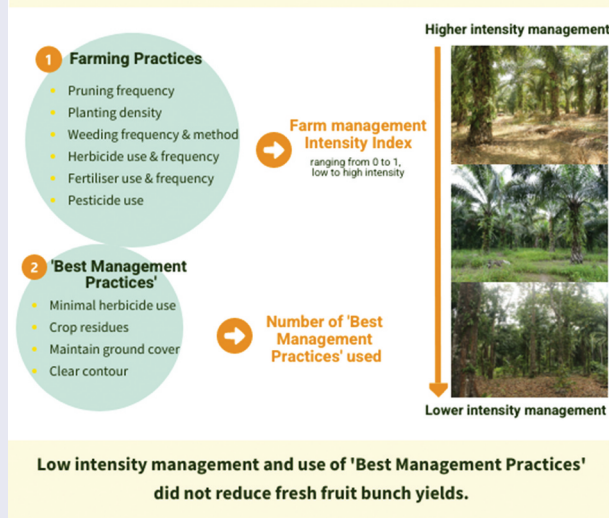 1 Farming Practices
Pruning frequency
Planting density
Weeding frequency & method
Herbicide use & frequency
Fertiliser use & frequency
Pesticide use
Farm management
Intensity Index
ranging from 0 to 1,
low to high intensity
2 'Best Management
Practices'
Minimal herbicide use
Crop residues
Maintain ground cover
Clear contour
Number of 'Best
Management
Practices' used
Higher intensity management
Lower intensity management
Low intensity management and use of 'Best Management Practices'
did not reduce fresh fruit bunch yields.